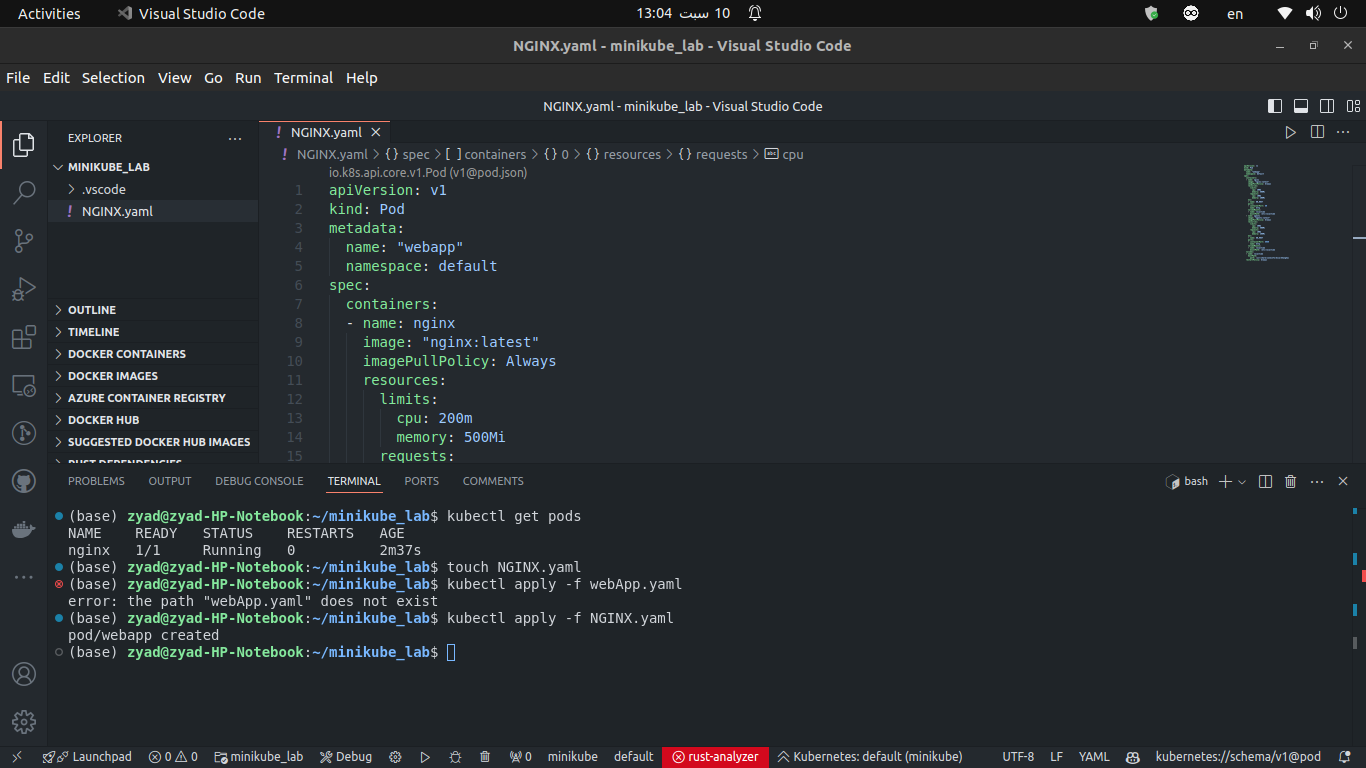 Activities Visual Studio Code 13:04 10 سبت en
NGINX.yaml - minikube_lab - Visual Studio Code
File Edit Selection View Go Run Terminal Help
NGINX.yaml - minikube_lab - Visual Studio Code
EXPLORER
MINIKUBE_LAB
.vscode
! NGINX.yaml
OUTLINE
TIMELINE
DOCKER CONTAINERS
DOCKER IMAGES
AZURE CONTAINER REGISTRY
DOCKER HUB
SUGGESTED DOCKER HUB IMAGES
RUST DEPENDENCIES
! NGINX.yaml
! NGINX.yaml > {} spec > [ ] containers > {} 0 > {} resources > {} requests > abc cpu
io.k8s.api.core.v1.Pod (v1@pod.json)
1 apiVersion: v1
2 kind: Pod
3 metadata:
4 name: "webapp"
5 namespace: default
6 spec:
7 containers:
8 - name: nginx
9 image: "nginx:latest"
10 imagePullPolicy: Always
11 resources:
12 limits:
13 cpu: 200m
14 memory: 500Mi
15 requests:
PROBLEMS OUTPUT DEBUG CONSOLE TERMINAL PORTS COMMENTS bash
(base) zyad@zyad-HP-Notebook:~/minikube_lab$ kubectl get pods
NAME READY STATUS RESTARTS AGE
nginx 1/1 Running 0 2m37s
(base) zyad@zyad-HP-Notebook:~/minikube_lab$ touch NGINX.yaml
(base) zyad@zyad-HP-Notebook:~/minikube_lab$ kubectl apply -f webApp.yaml
error: the path "webApp.yaml" does not exist
(base) zyad@zyad-HP-Notebook:~/minikube_lab$ kubectl apply -f NGINX.yaml
pod/webapp created
(base) zyad@zyad-HP-Notebook:~/minikube_lab$
Launchpad 0 0 minikube_lab Debug 0 minikube default rust-analyzer Kubernetes: default (minikube) UTF-8 LF YAML kubernetes://schema/v1@pod